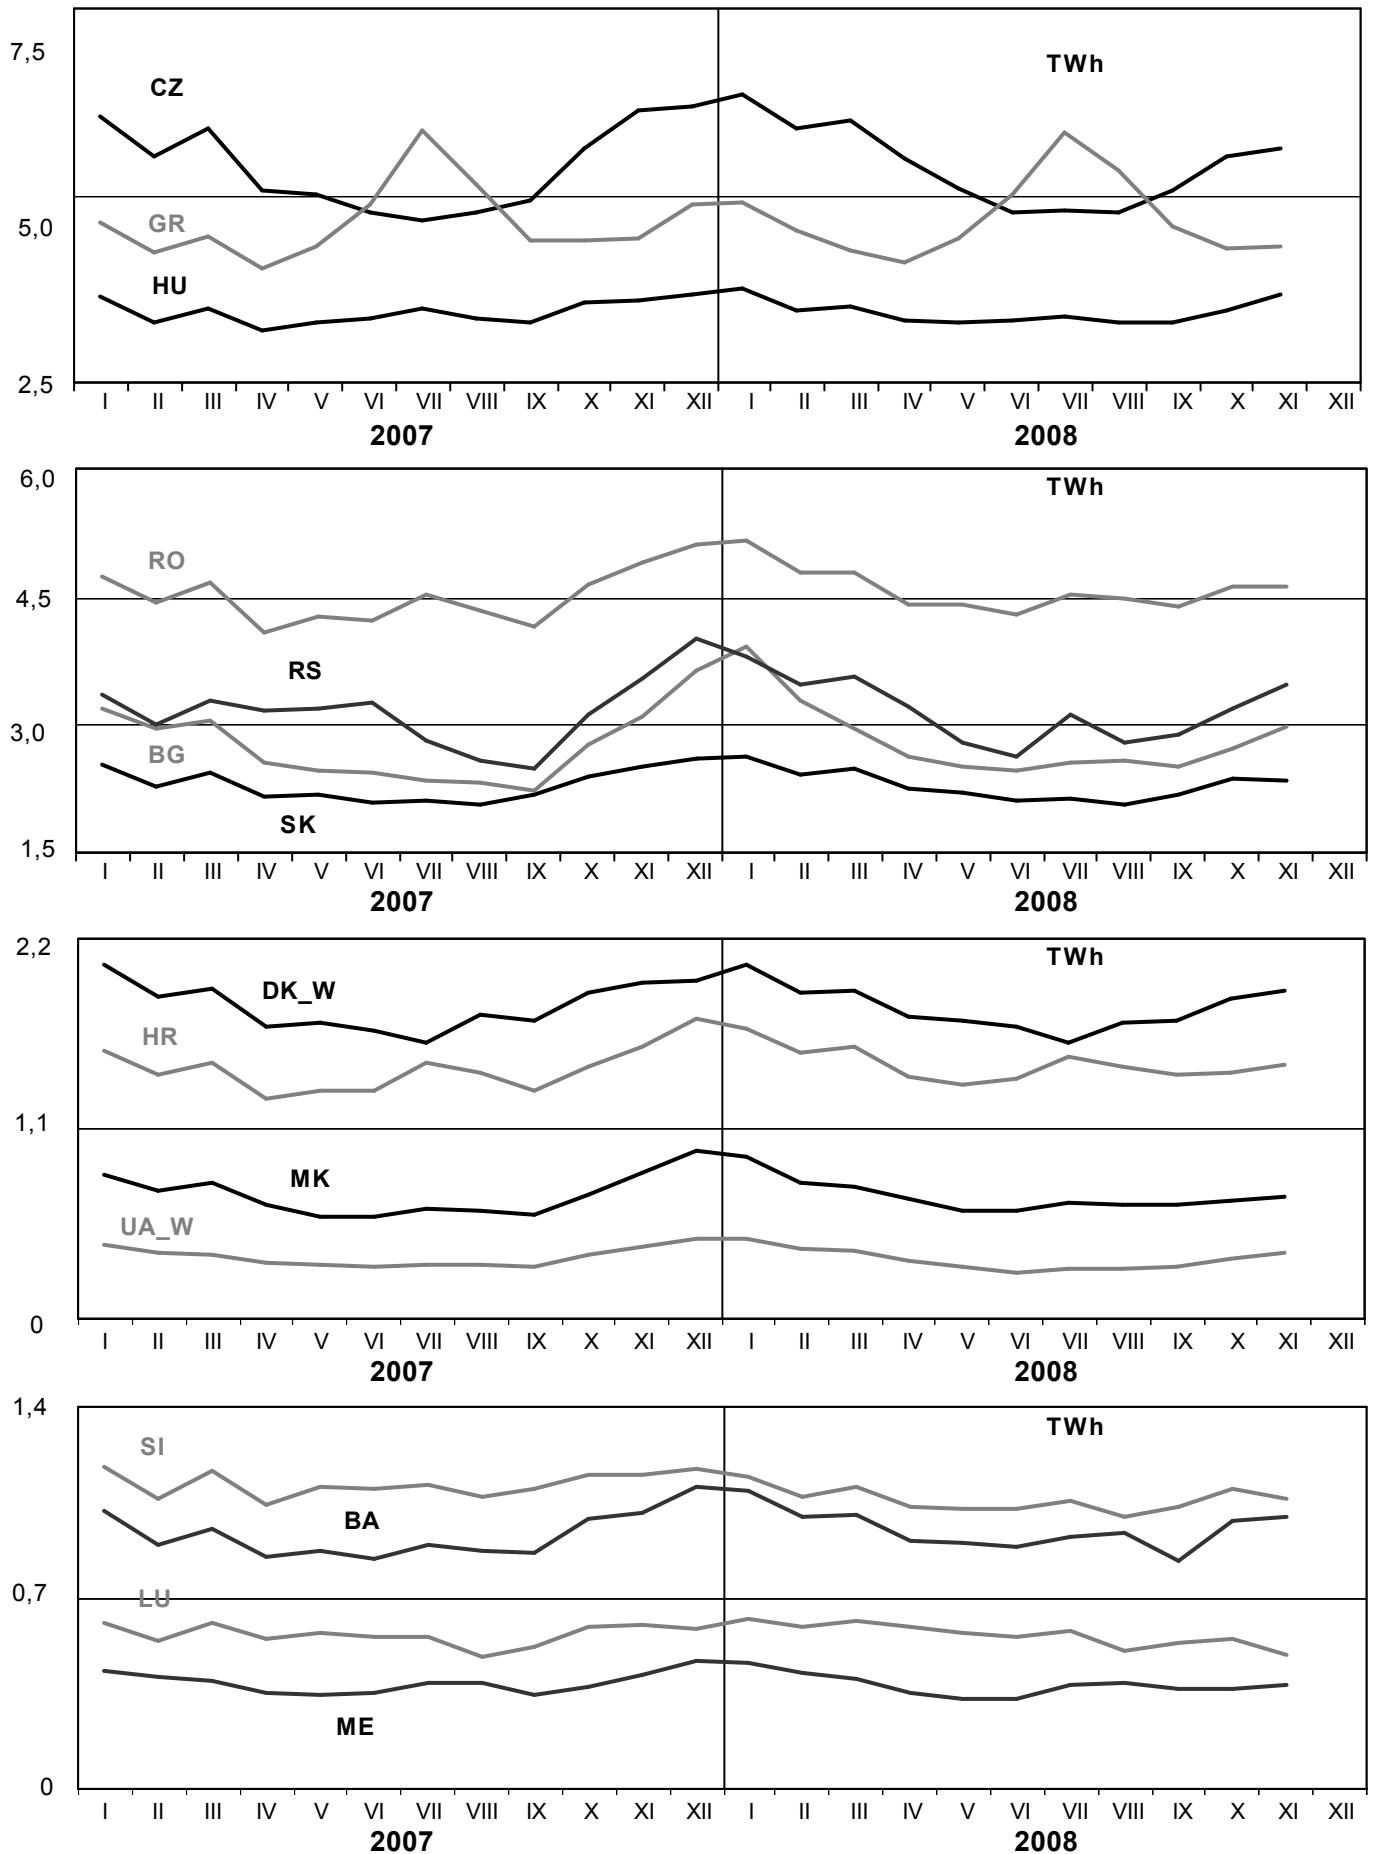 7,5
TWh
CZ
GR
5,0
HU
2,5
I II III IV V VI VII VIII IX X XI XII I II III IV V VI VII VIII IX X XI XII
2007 2008
6,0
TWh
RO
4,5
RS
3,0
BG
SK
1,5
I II III IV V VI VII VIII IX X XI XII I II III IV V VI VII VIII IX X XI XII
2007 2008
2,2
TWh
DK_W
HR
1,1
MK
UA_W
0
I II III IV V VI VII VIII IX X XI XII I II III IV V VI VII VIII IX X XI XII
2007 2008
1,4
TWh
SI
BA
0,7
LU
ME
0
I II III IV V VI VII VIII IX X XI XII I II III IV V VI VII VIII IX X XI XII
2007 2008